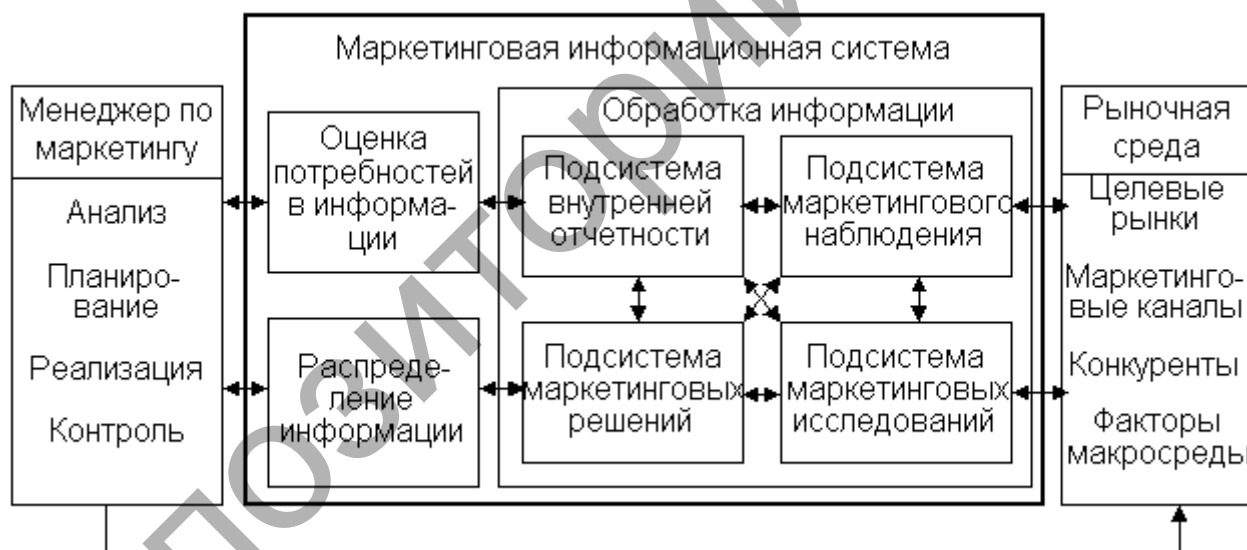 Маркетинговая информационная система
Менеджер по
маркетингу
Анализ
Планиро-
вание
Реализация
Контроль
Оценка
потребностей
в информа-
ции
Распреде-
ление
информации
Обработка информации
Подсистема
внутренней
отчетности
Подсистема
маркетингового
наблюдения
Подсистема
маркетинговых
решений
Подсистема
маркетинговых
исследований
Рыночная
среда
Целевые
рынки
Маркетинго-
вые каналы
Конкуренты
Факторы
макросреды